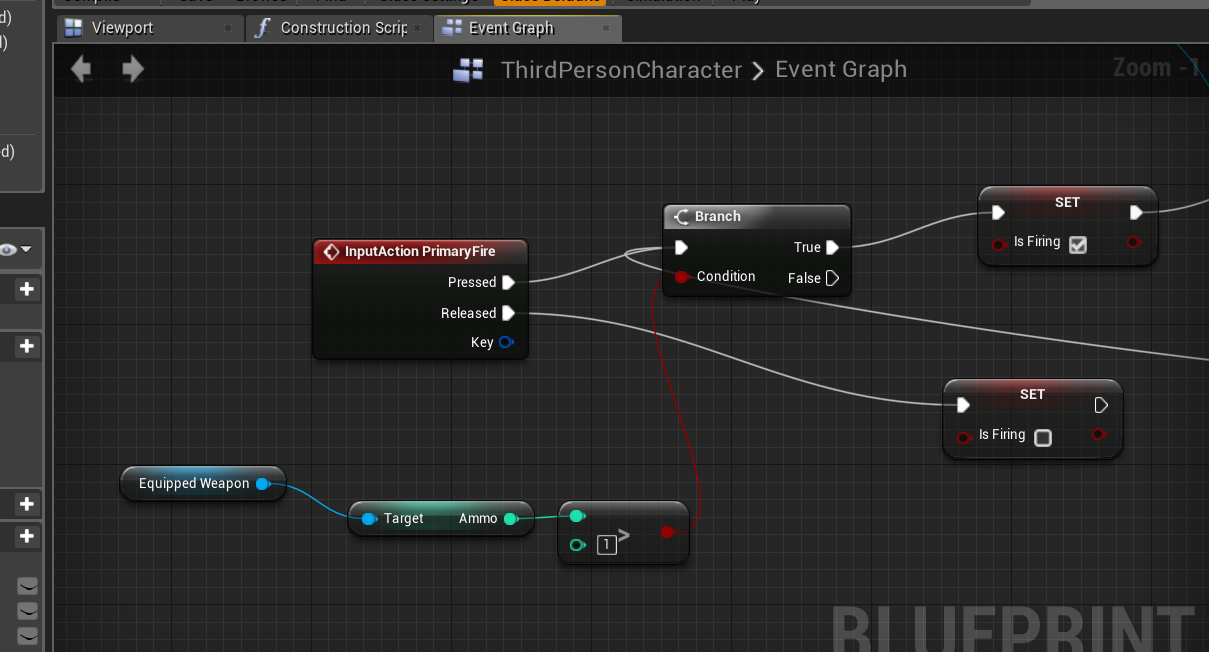 d)
l)
ed)
Viewport
Construction Scrip
Event Graph
ThirdPersonCharacter > Event Graph
Zoom -1
SET
Is Firing
Branch
True
Condition
False
InputAction PrimaryFire
Pressed
Released
Key
SET
Is Firing
Equipped Weapon
Target Ammo
>
1
BLUEPRINT